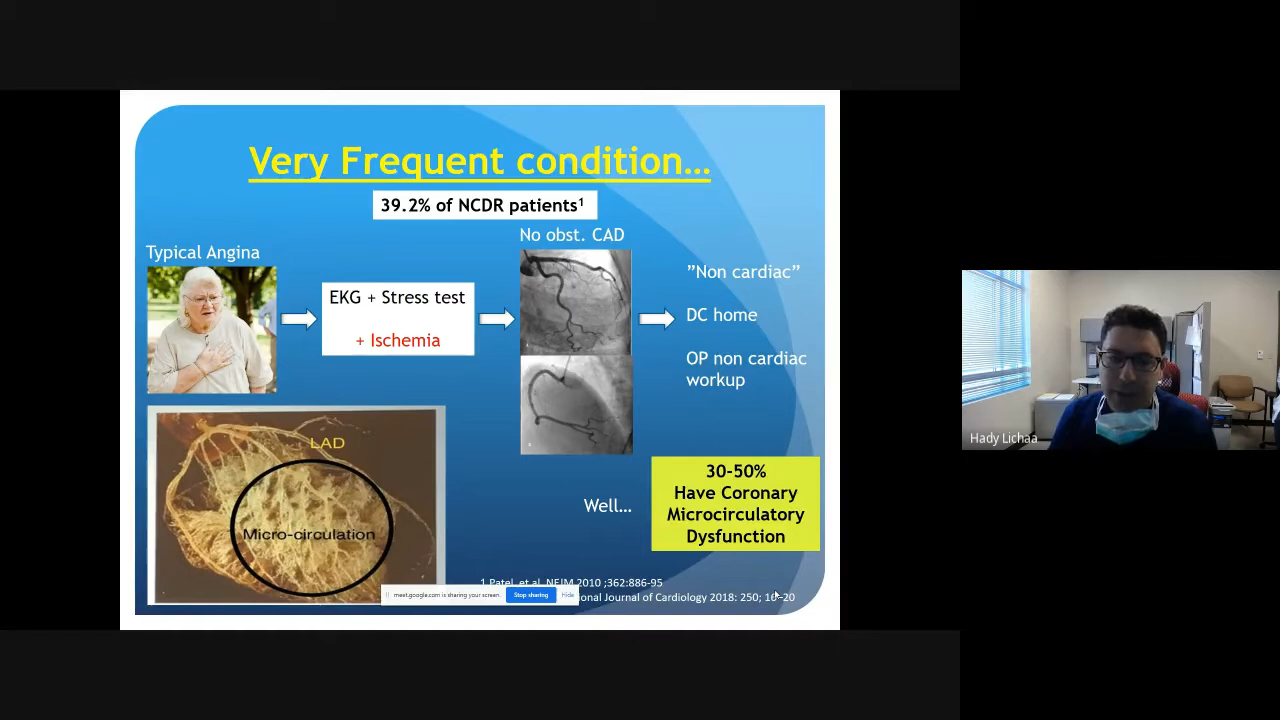 Very Frequent condition…
39.2% of NCDR patients¹
Typical Angina
EKG + Stress test
+ Ischemia
No obst. CAD
”Non cardiac”
DC home
OP non cardiac
workup
LAD
Micro-circulation
Well…
30-50%
Have Coronary
Microcirculatory
Dysfunction
1 Patel, et al. NEJM 2010 ;362:886-95
Journal of Cardiology 2018: 250; 20
meet.google.com is sharing your screen.
Stop sharing
Hide
Hady Lichaa